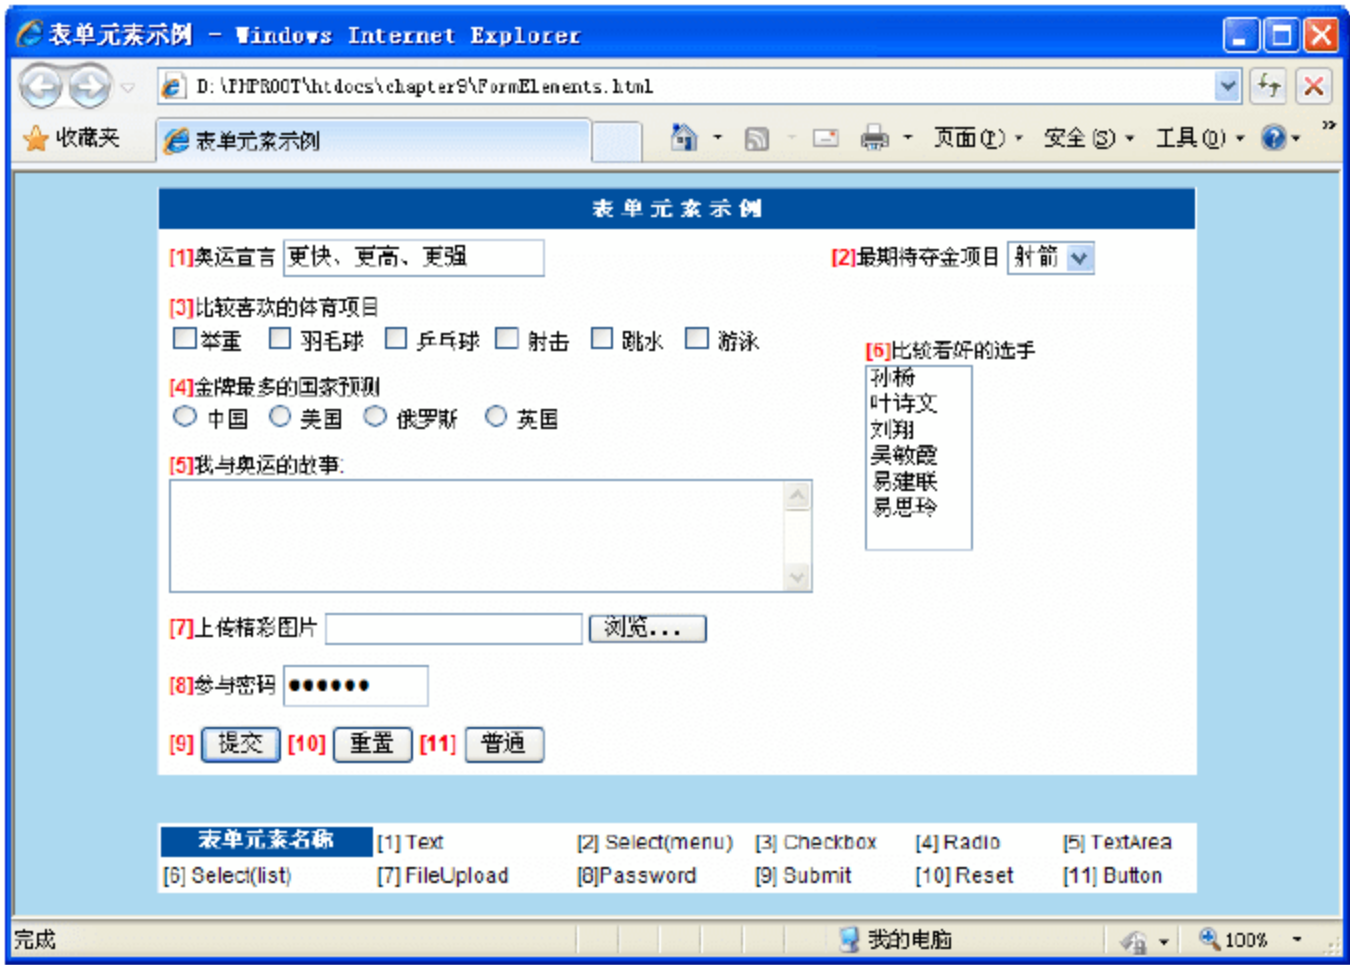 表单元素示例 - Windows Internet Explorer
D:\PHPROOT\htdocs\chapter9\FormElements.html
收藏夹 表单元素示例 页面(P) 安全(S) 工具(O) »
表单元素示例
[1]奥运宣言 更快、更高、更强 [2]最期待夺金项目 射箭
[3]比较喜欢的体育项目
举重 羽毛球 乒乓球 射击 跳水 游泳
[6]比较看好的选手
孙杨
叶诗文
刘翔
吴敏霞
易建联
易思玲
[4]金牌最多的国家预测
中国 美国 俄罗斯 英国
[5]我与奥运的故事:
[7]上传精彩图片 浏览...
[8]参与密码 ●●●●●●
[9] 提交 [10] 重置 [11] 普通
表单元素名称 [1] Text [2] Select(menu) [3] Checkbox [4] Radio [5] TextArea
[6] Select(list) [7] FileUpload [8]Password [9] Submit [10] Reset [11] Button
完成 我的电脑 100%